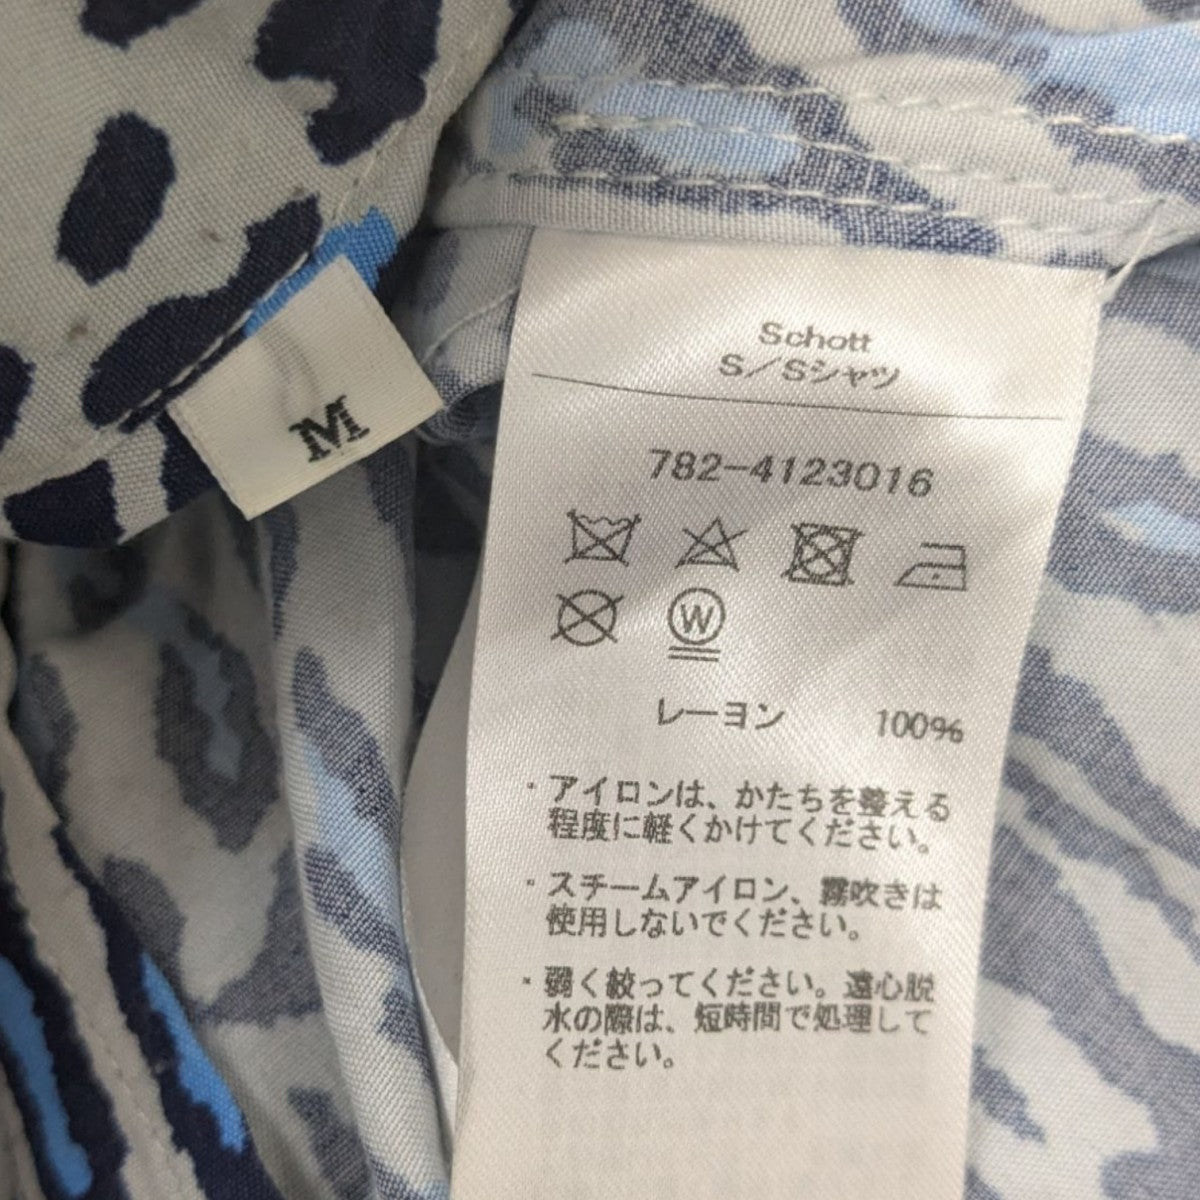 M
Schott
S／Sシャツ
782-4123016
W
レーヨン 100%
・アイロンは、かたちを整える
程度に軽くかけてください。
・スチームアイロン、霧吹きは
使用しないでください。
・弱く絞ってください。遠心脱
水の際は、短時間で処理して
ください。